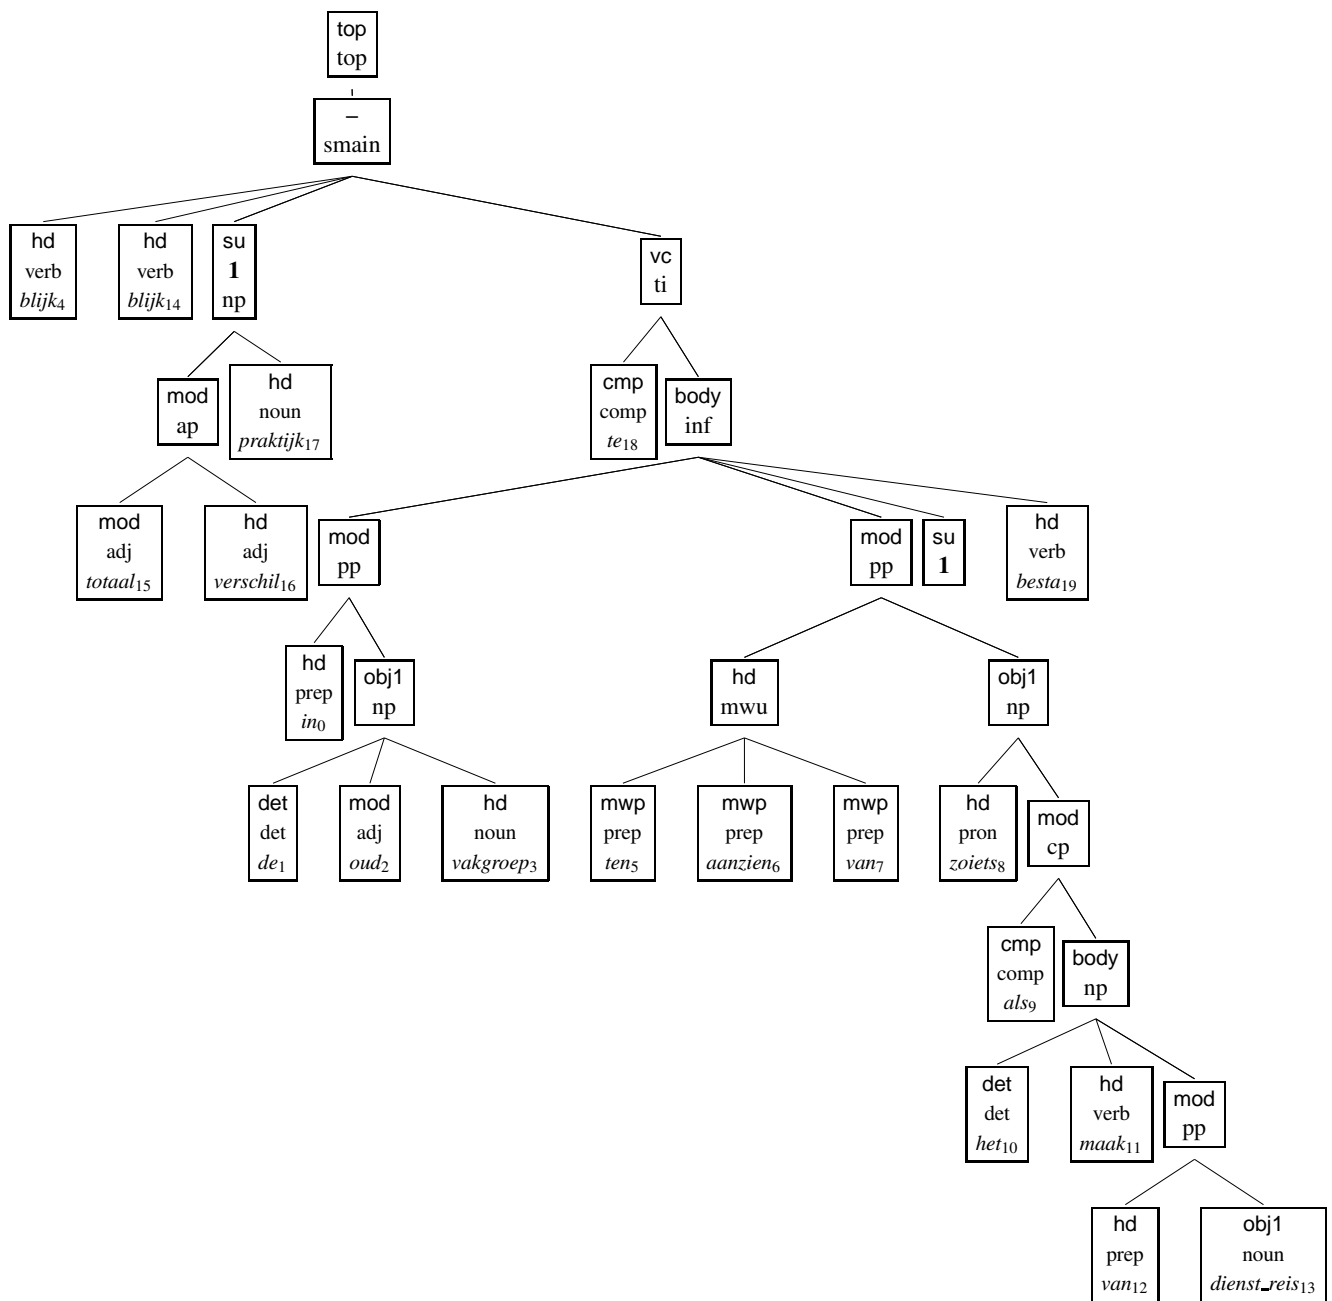 top
top
–
smain
hd
verb
blijk4
hd
verb
blijk14
su
1
np
vc
ti
mod
ap
hd
noun
praktijk17
cmp
comp
te18
body
inf
mod
adj
totaal15
hd
adj
verschil16
mod
pp
mod
pp
su
1
hd
verb
besta19
hd
prep
in0
obj1
np
hd
mwu
obj1
np
det
det
de1
mod
adj
oud2
hd
noun
vakgroep3
mwp
prep
ten5
mwp
prep
aanzien6
mwp
prep
van7
hd
pron
zoiets8
mod
cp
cmp
comp
als9
body
np
det
det
het10
hd
verb
maak11
mod
pp
hd
prep
van12
obj1
noun
dienst_reis13